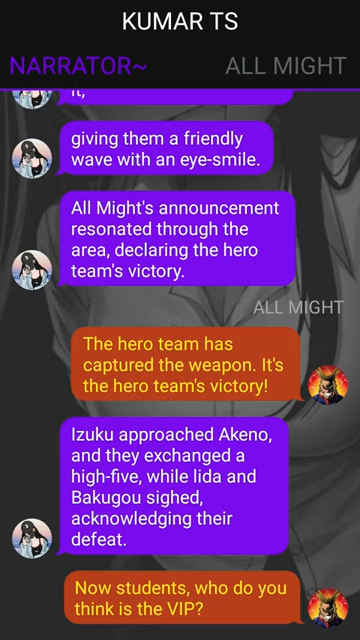 KUMAR TS
NARRATOR~
ALL MIGHT
it,
giving them a friendly
wave with an eye-smile.
All Might's announcement
resonated through the
area, declaring the hero
team's victory.
ALL MIGHT
The hero team has
captured the weapon. It's
the hero team's victory!
Izuku approached Akeno,
and they exchanged a
high-five, while Iida and
Bakugou sighed,
acknowledging their
defeat.
Now students, who do you
think is the VIP?